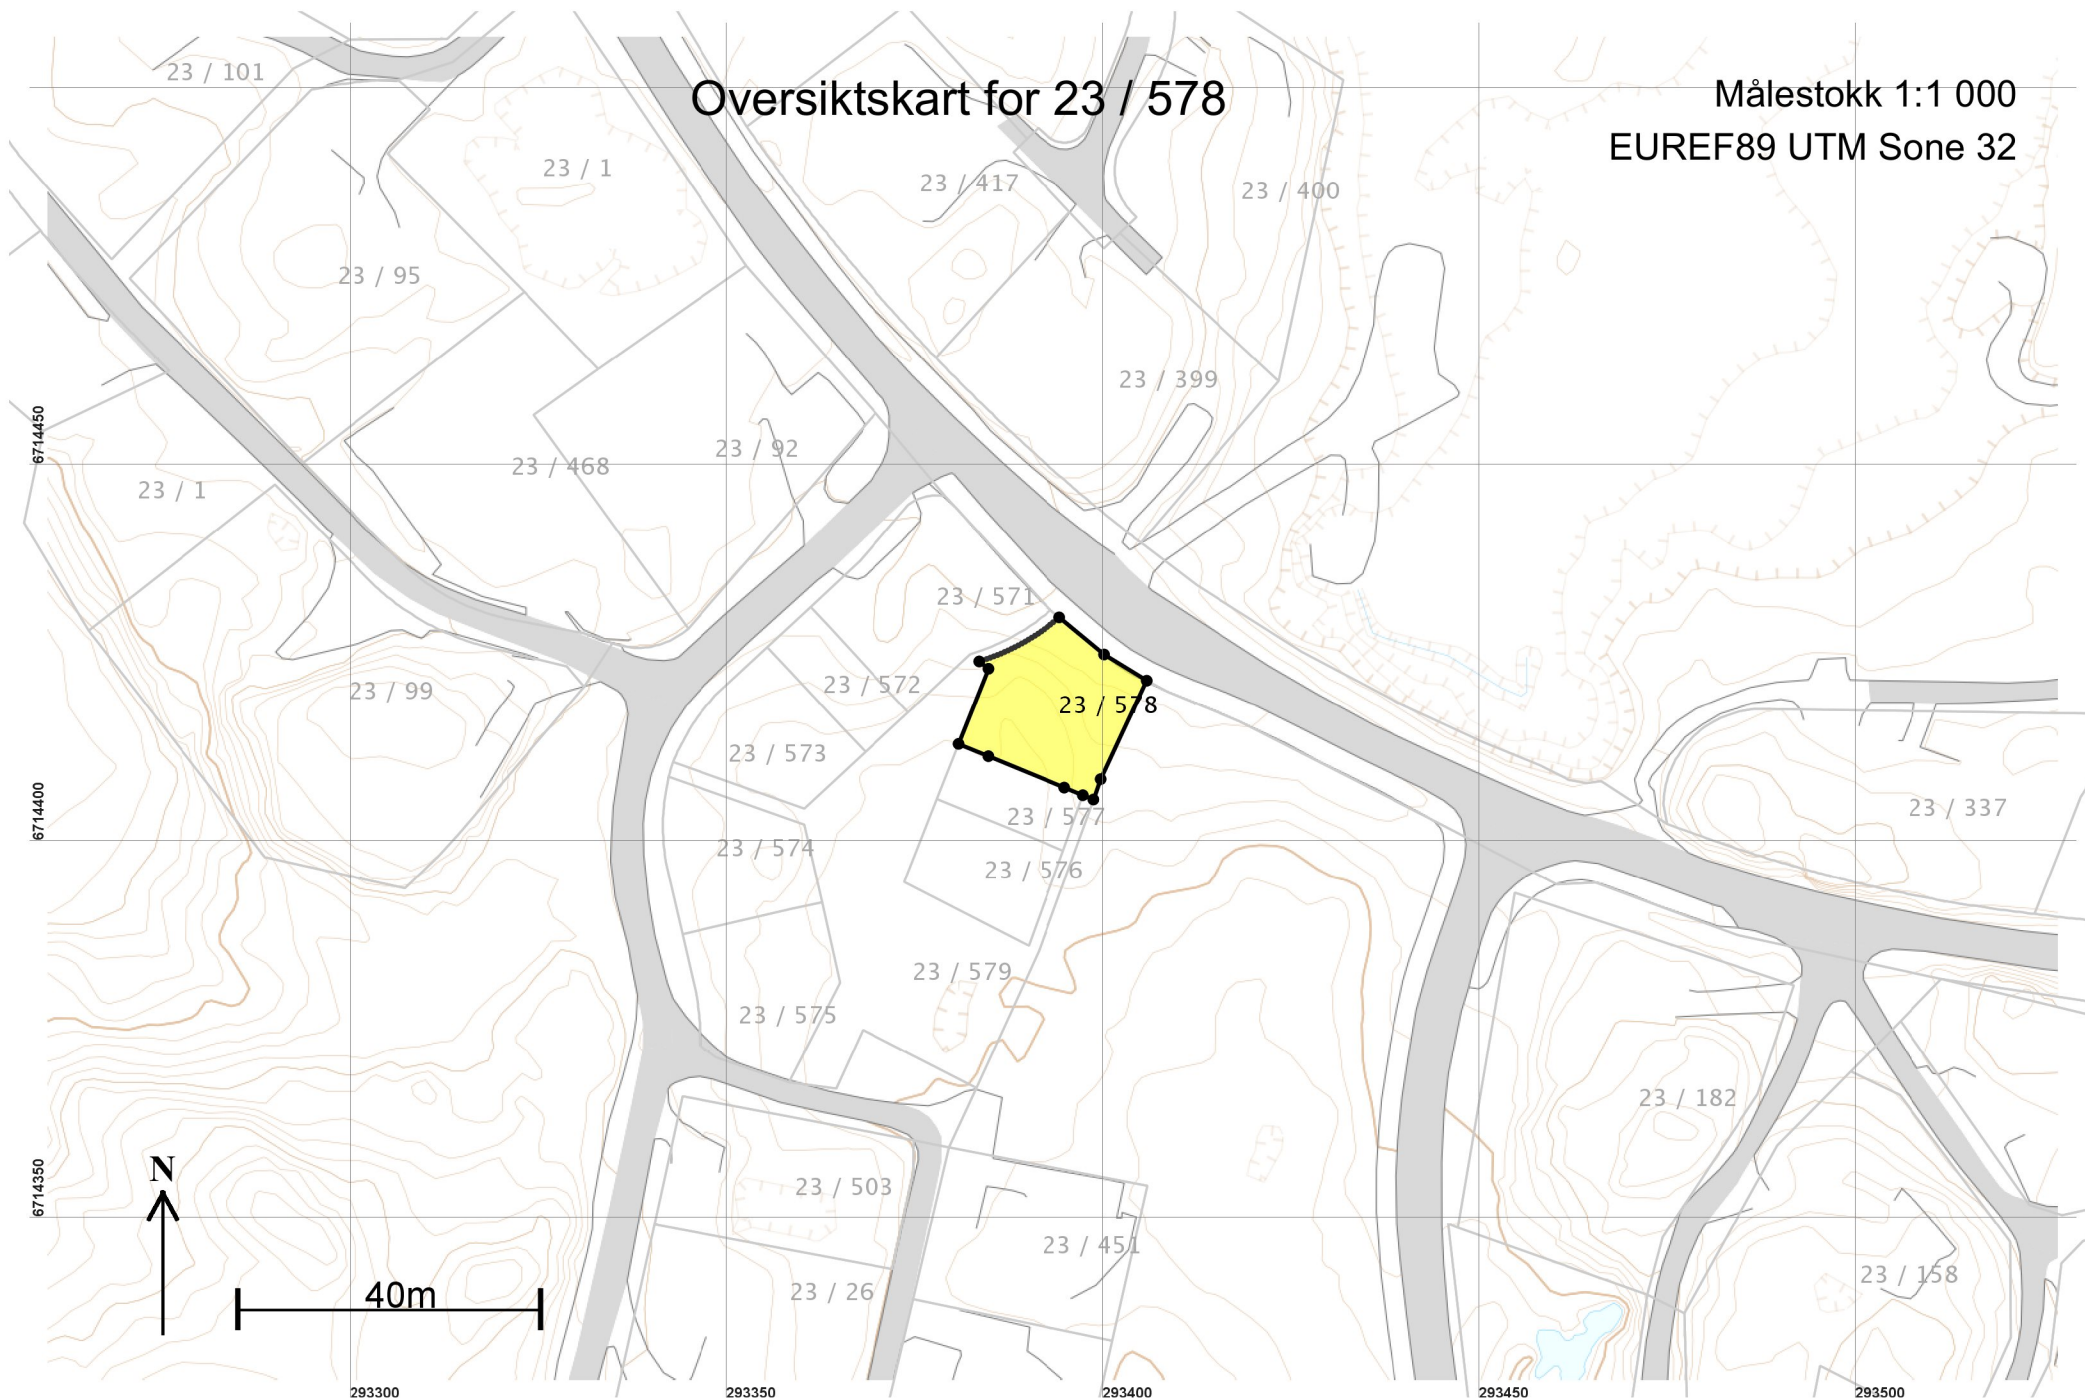 23 / 101
Oversiktskart for 23 / 578
Målestokk 1:1 000
EUREF89 UTM Sone 32
23 / 1
23 / 417
23 / 400
23 / 95
23 / 399
6714450
23 / 92
23 / 468
23 / 1
23 / 571
23 / 572
23 / 99
23 / 578
23 / 573
6714400
23 / 577
23 / 337
23 / 574
23 / 576
23 / 579
23 / 575
23 / 182
N
6714350
23 / 503
23 / 451
23 / 158
23 / 26
40m
293300
293350
293400
293450
293500